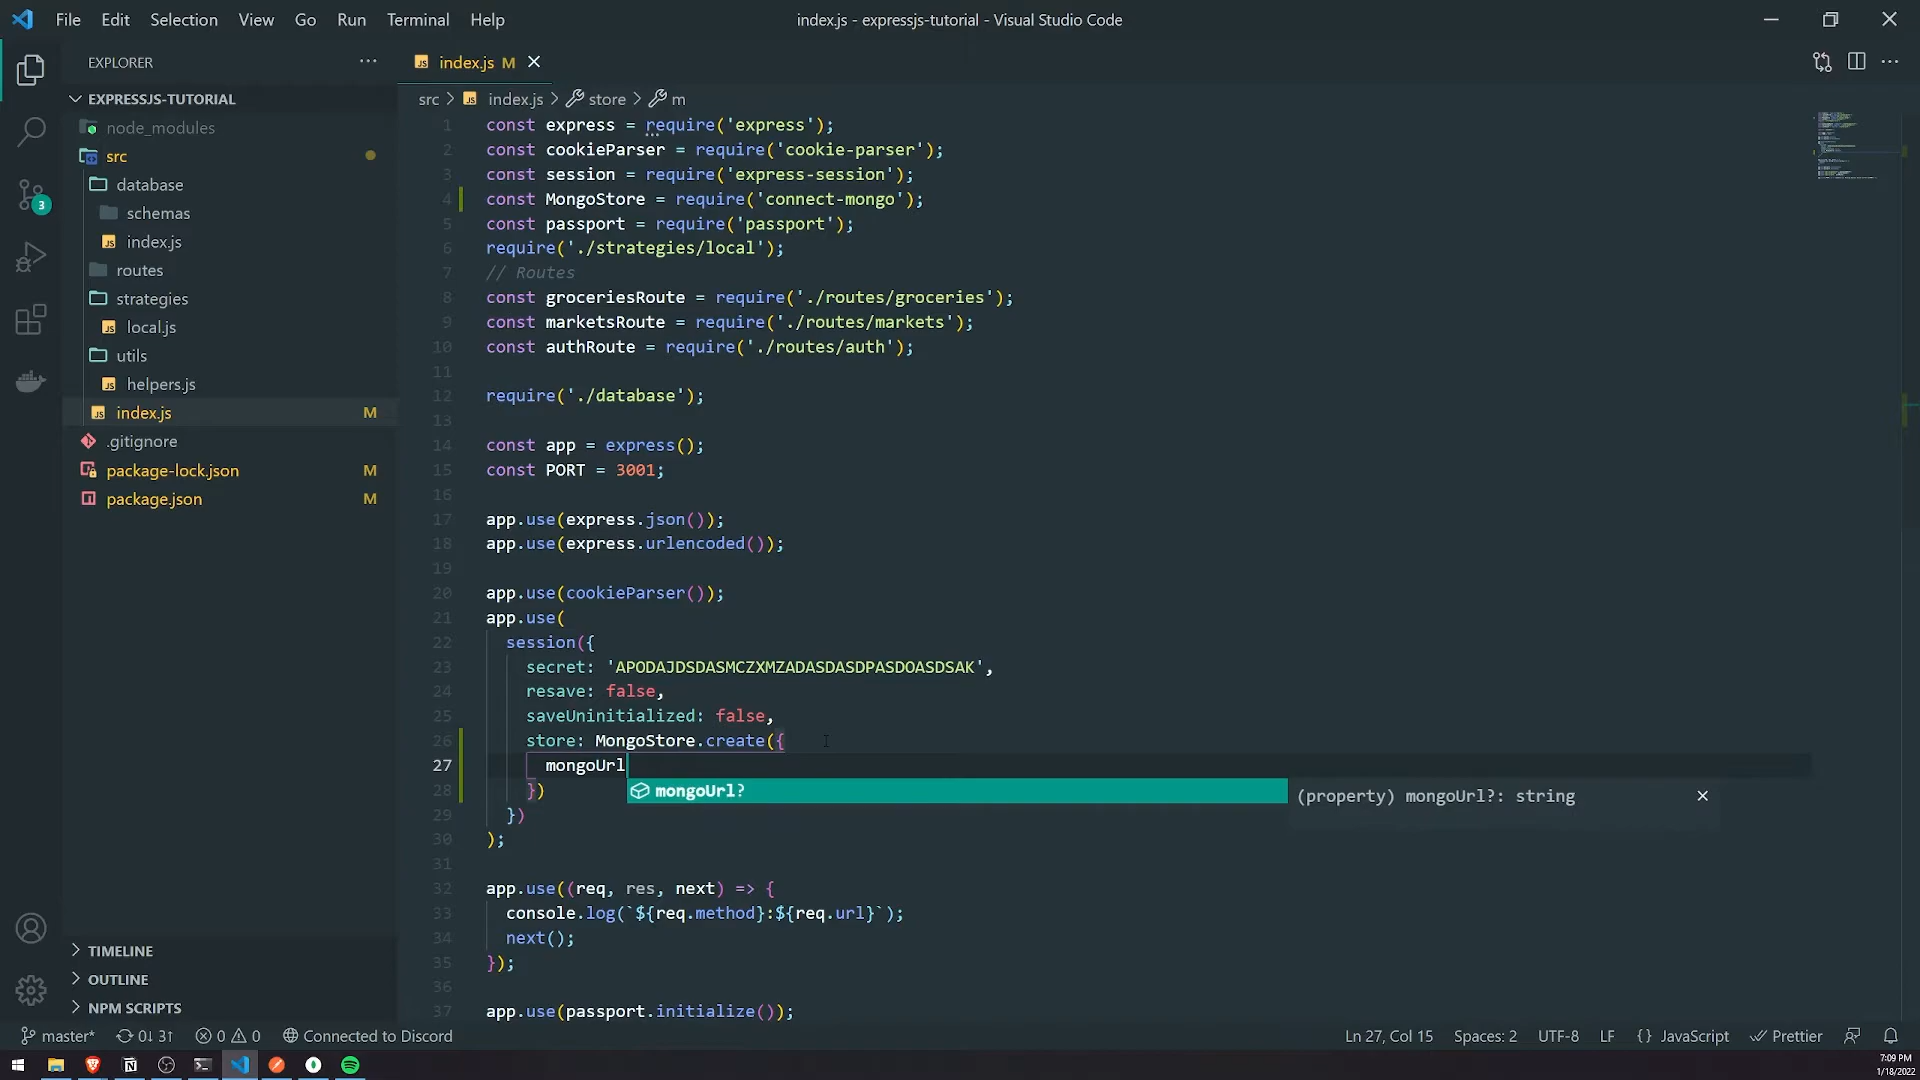 File Edit Selection View Go Run Terminal Help
index.js - expressjs-tutorial - Visual Studio Code
EXPLORER
index.js M
EXPRESSJS-TUTORIAL
node_modules
src
database
schemas
index.js
routes
strategies
local.js
utils
helpers.js
index.js M
.gitignore
package-lock.json M
package.json M
TIMELINE
OUTLINE
NPM SCRIPTS
3
src > index.js > store > m
1 const express = require('express');
2 const cookieParser = require('cookie-parser');
3 const session = require('express-session');
4 const MongoStore = require('connect-mongo');
5 const passport = require('passport');
6 require('./strategies/local');
7 // Routes
8 const groceriesRoute = require('./routes/groceries');
9 const marketsRoute = require('./routes/markets');
10 const authRoute = require('./routes/auth');
11
12 require('./database');
13
14 const app = express();
15 const PORT = 3001;
16
17 app.use(express.json());
18 app.use(express.urlencoded());
19
20 app.use(cookieParser());
21 app.use(
22 session({
23 secret: 'APODAJDSDASMCZXMZADASDASDPASDOASDSAK',
24 resave: false,
25 saveUninitialized: false,
26 store: MongoStore.create({
27 mongoUrl
mongoUrl?
(property) mongoUrl?: string
28 })
29 })
30 );
31
32 app.use((req, res, next) => {
33 console.log(`${req.method}:${req.url}`);
34 next();
35 });
36
37 app.use(passport.initialize());
master* 0↓ 3↑ 0 0 Connected to Discord
Ln 27, Col 15 Spaces: 2 UTF-8 LF {} JavaScript Prettier
7:09 PM
1/18/2022